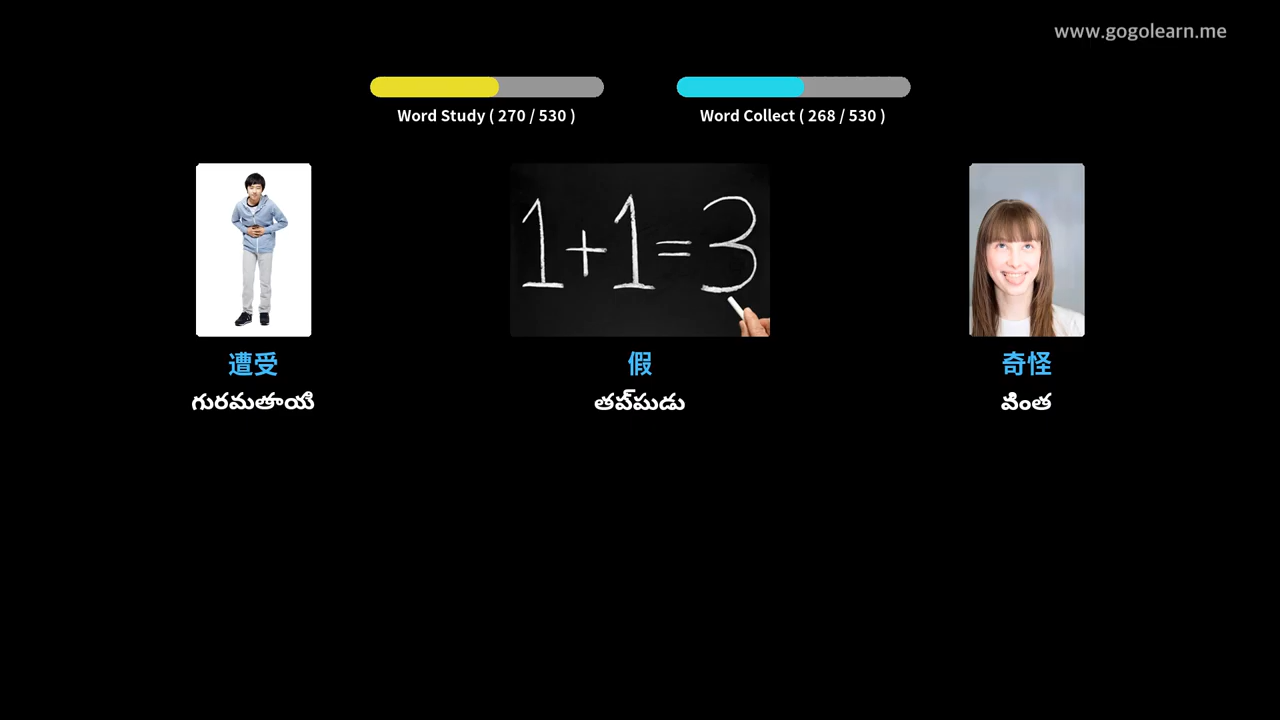 www.gogolearn.me
Word Study ( 270 / 530 )
Word Collect ( 268 / 530 )
1+1=3
遭受
假
奇怪
గురమతాయి
తప్పుడు
వింత